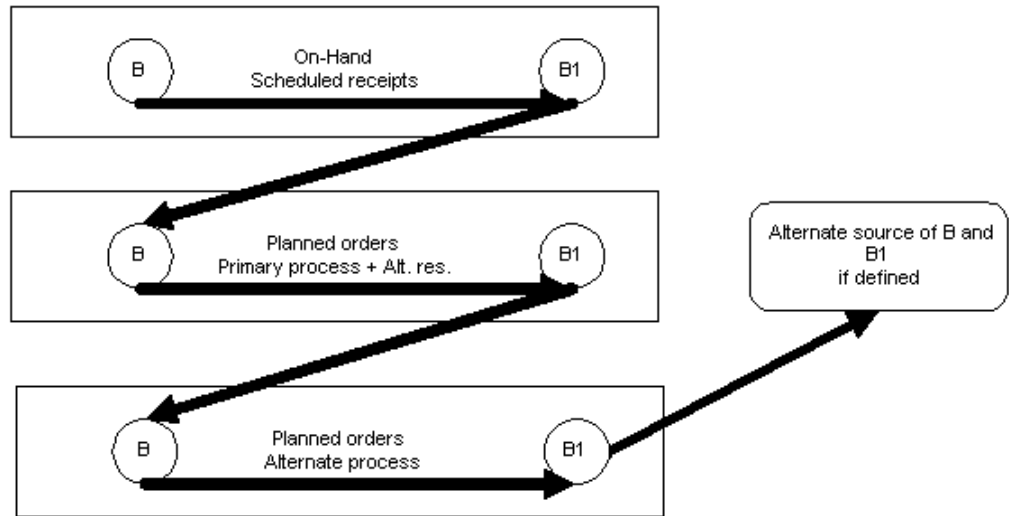 B
On-Hand
Scheduled receipts
B1
B
Planned orders
Primary process + Alt. res.
B1
Alternate source of B and
B1
if defined
B
Planned orders
Alternate process
B1